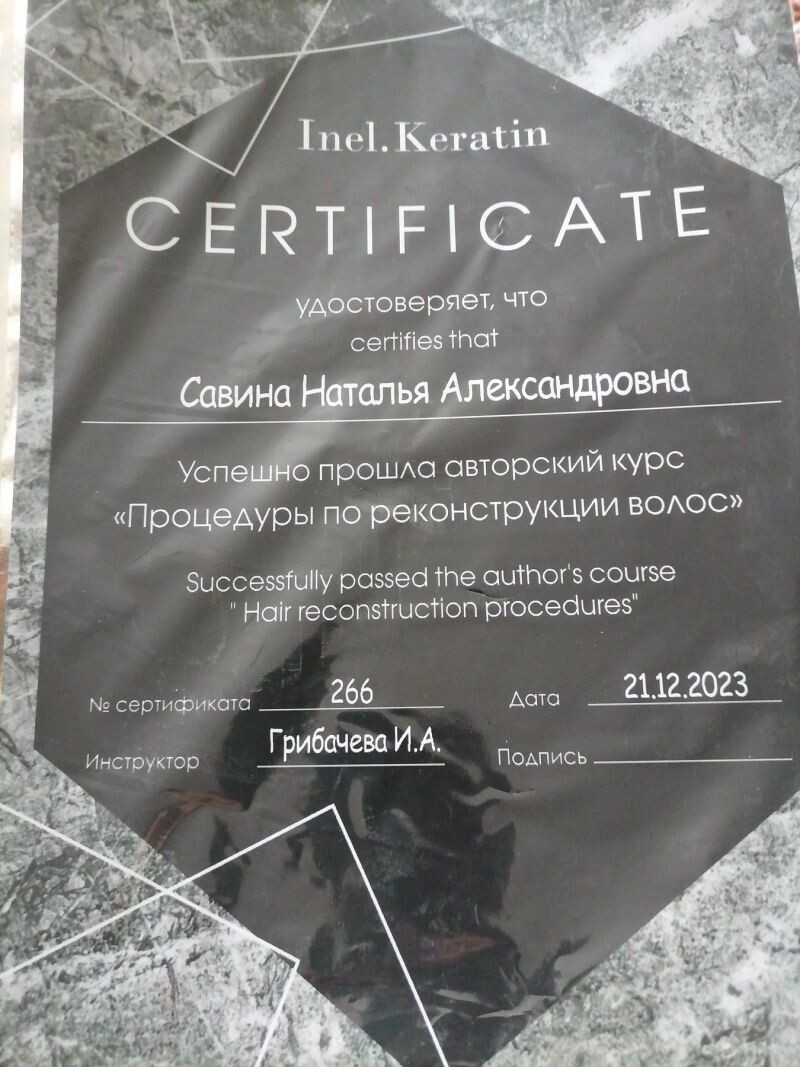 Inel.Keratin
CERTIFICATE
удостоверяет, что
certifies that
Савина Наталья Александровна
Успешно прошла авторский курс
«Процедуры по реконструкции волос»
Successfully passed the author's course
" Hair reconstruction procedures"
№ сертификата 266 Дата 21.12.2023
Инструктор Грибачева И.А. Подпись